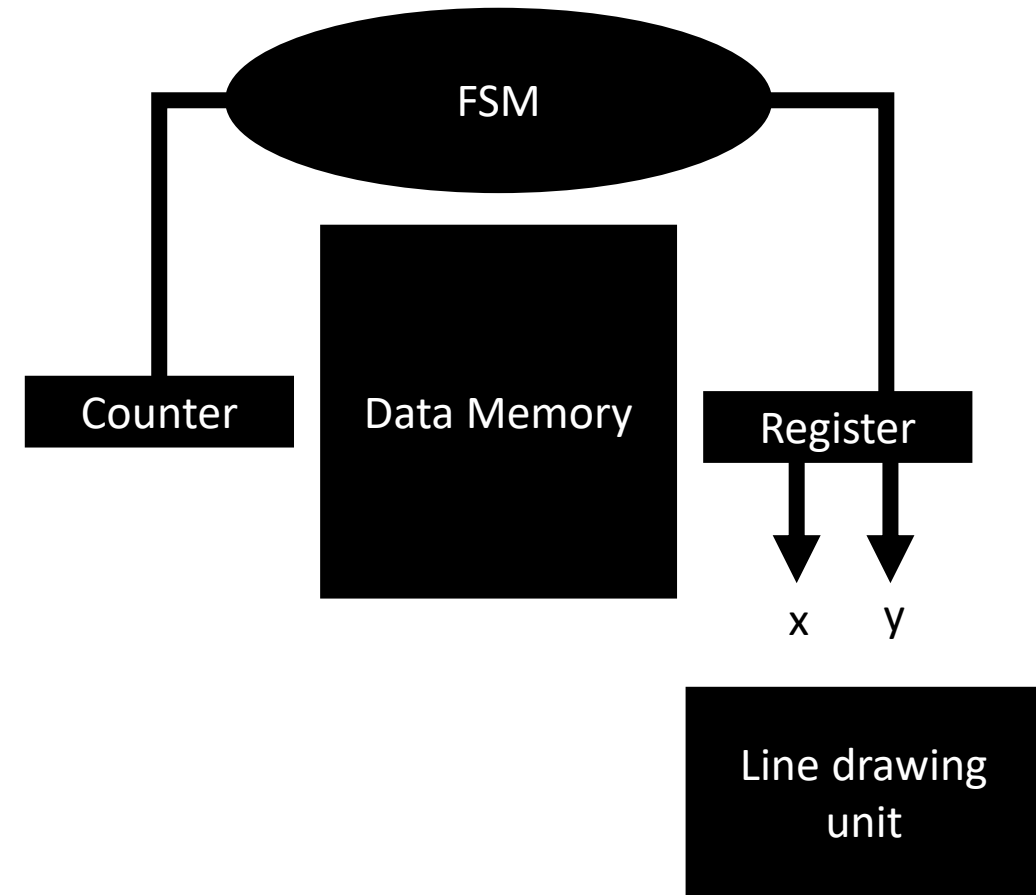 FSM
Counter
Data Memory
Register
x y
Line drawing
unit